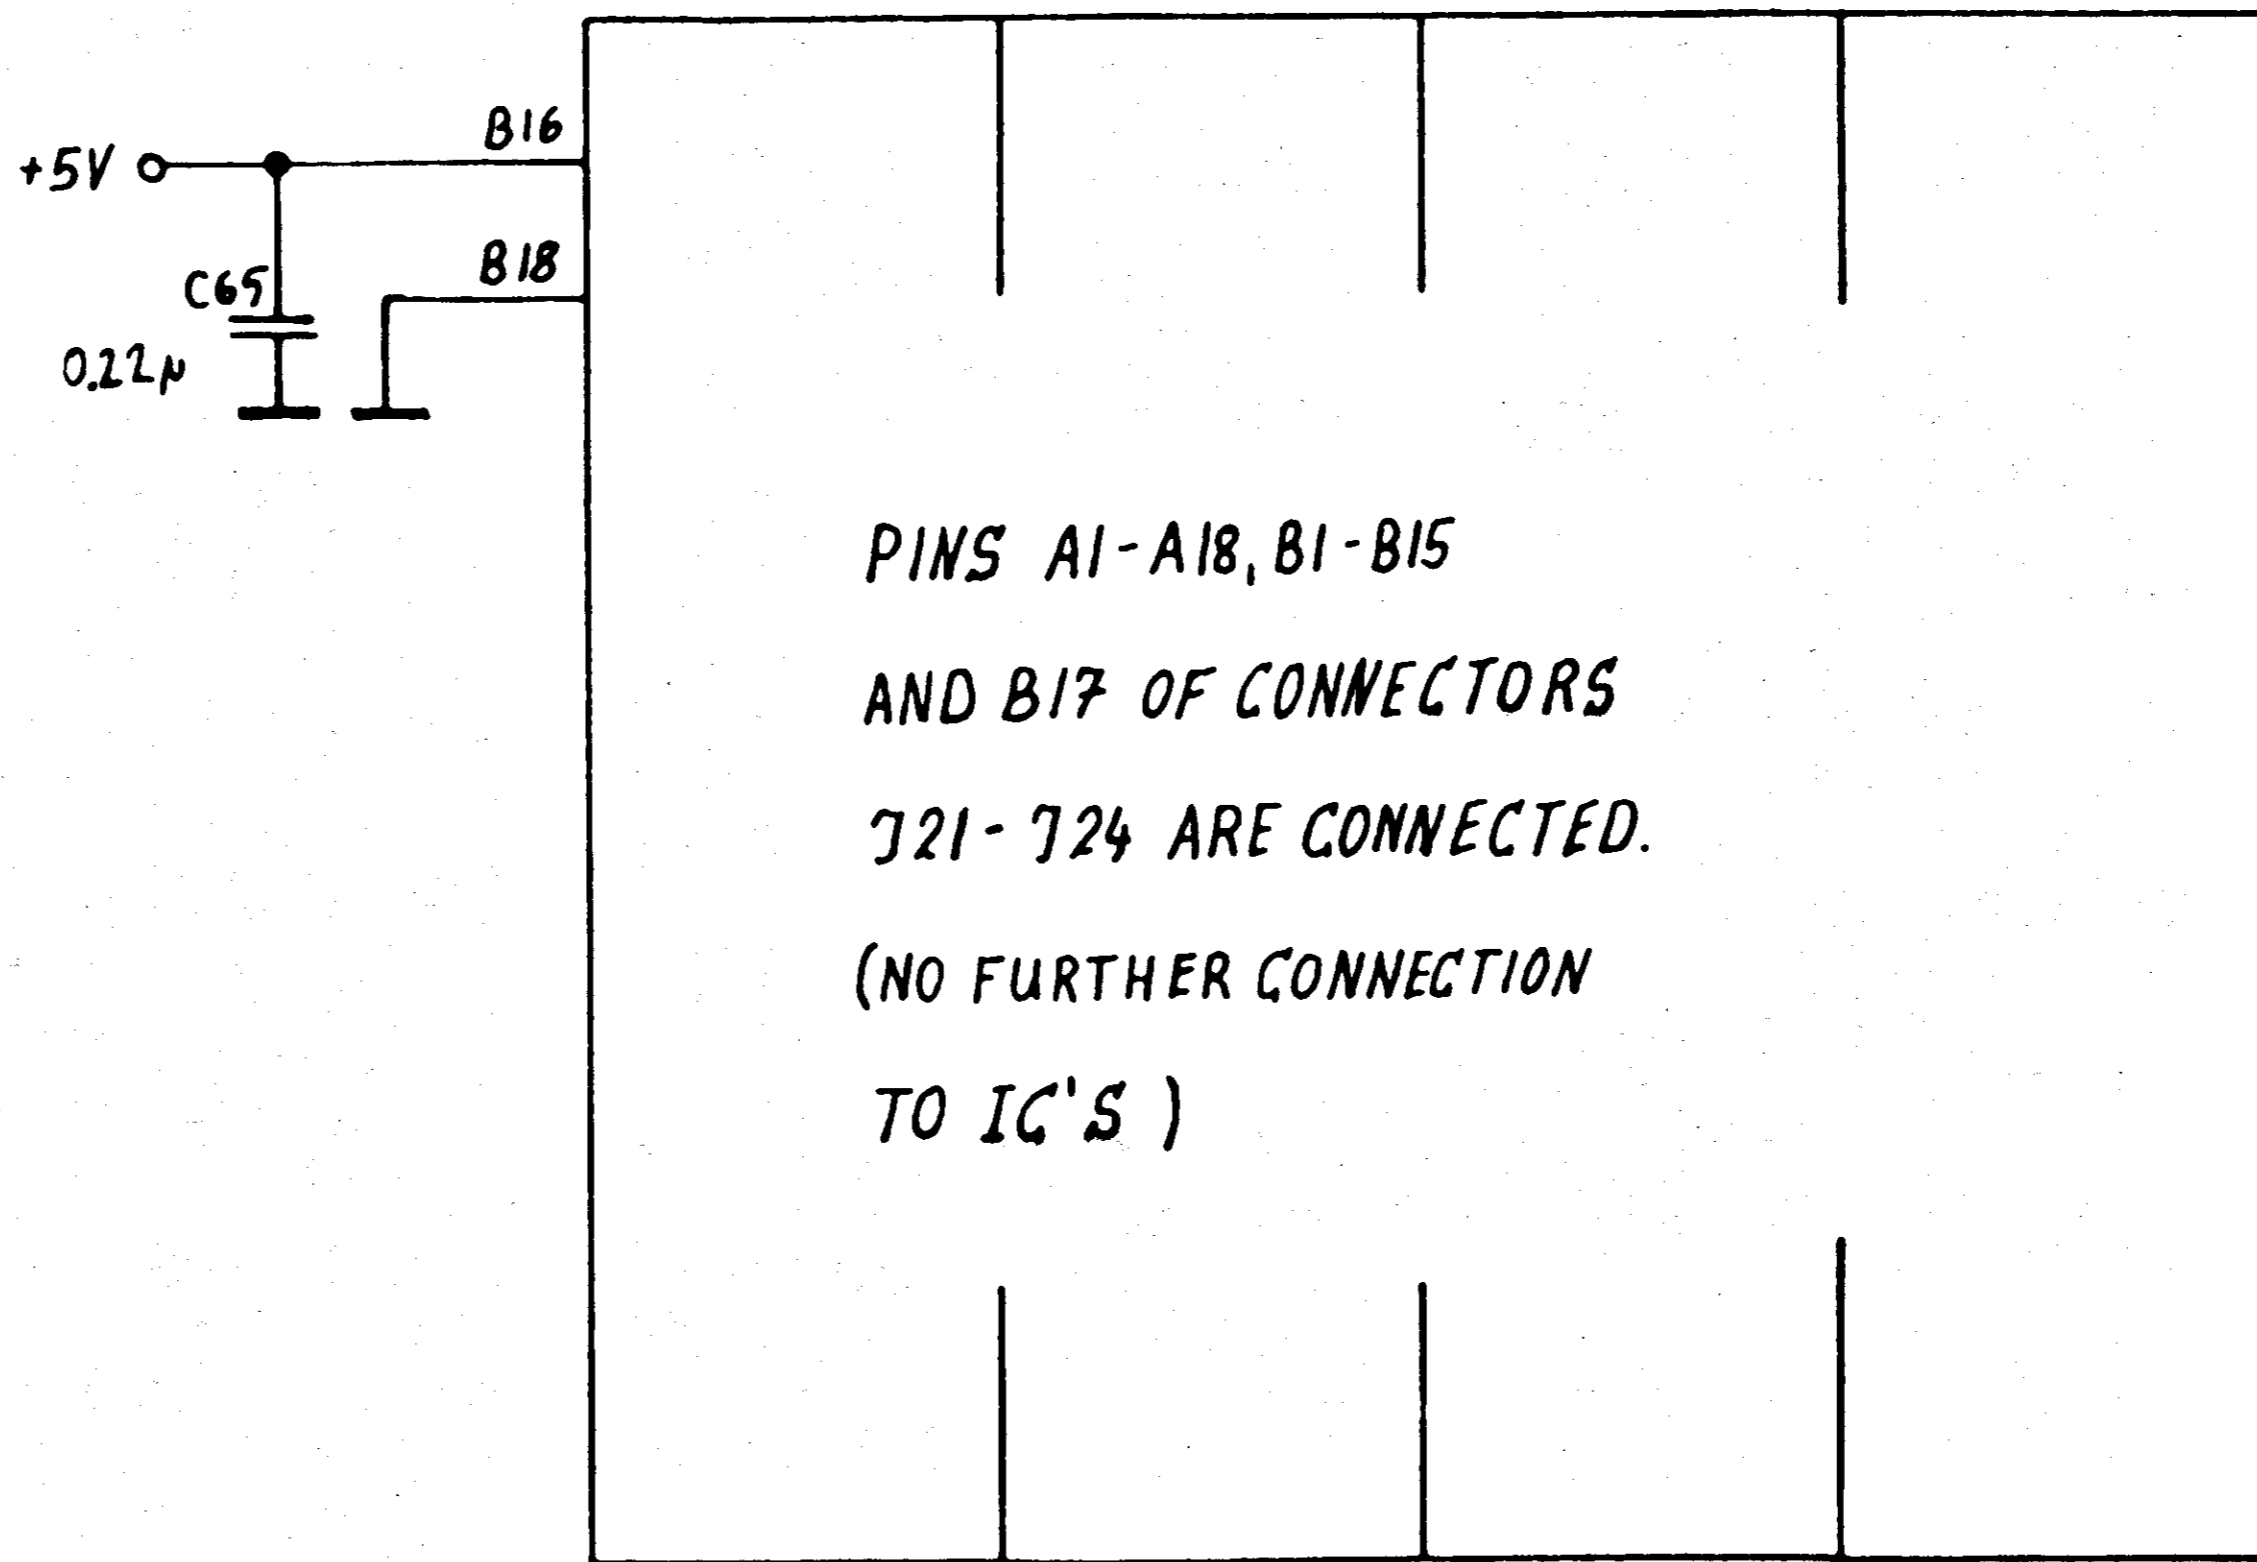 B16
+5V
B18
C65
0.22µ
PINS A1-A18, B1-B15
AND B17 OF CONNECTORS
J21- J24 ARE CONNECTED.
(NO FURTHER CONNECTION
TO IC'S )